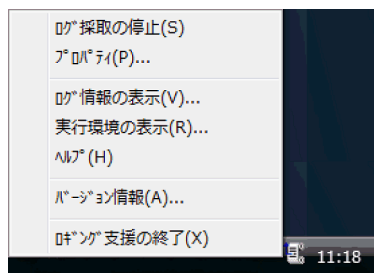 ﾛｸﾞ採取の停止(S)
ﾌﾟﾛﾊﾟﾃｨ(P)...
ﾛｸﾞ情報の表示(V)...
実行環境の表示(R)...
ﾍﾙﾌﾟ(H)
ﾊﾞｰｼﾞｮﾝ情報(A)...
ﾛｷﾞﾝｸﾞ支援の終了(X)
11:18